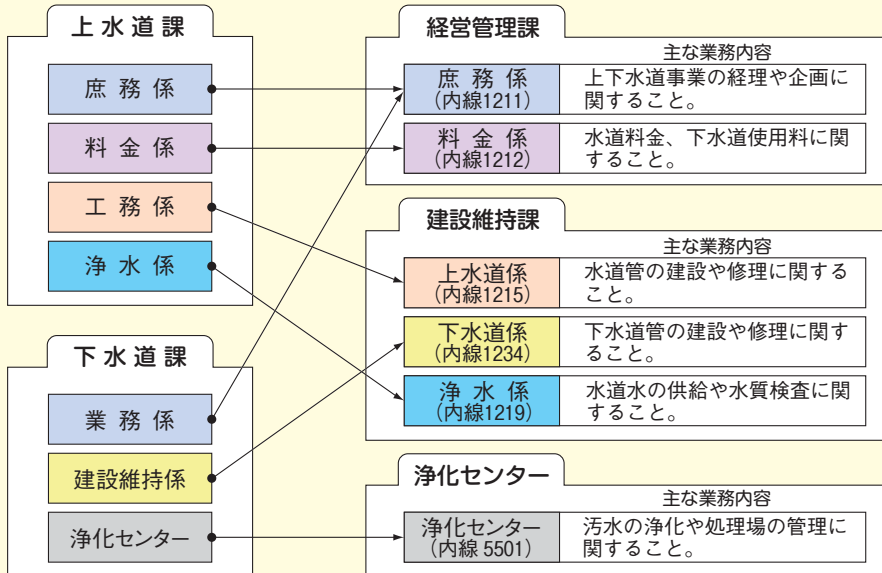 上水道課
庶務係
料金係
工務係
浄水係
下水道課
業務係
建設維持係
浄化センター
経営管理課
主な業務内容
庶務係
(内線1211)
上下水道事業の経理や企画に
関すること。
料金係
(内線1212)
水道料金、下水道使用料に関
すること。
建設維持課
主な業務内容
上水道係
(内線1215)
水道管の建設や修理に関する
こと。
下水道係
(内線1234)
下水道管の建設や修理に関す
ること。
浄水係
(内線1219)
水道水の供給や水質検査に関
すること。
浄化センター
主な業務内容
浄化センター
(内線 5501)
汚水の浄化や処理場の管理に
関すること。